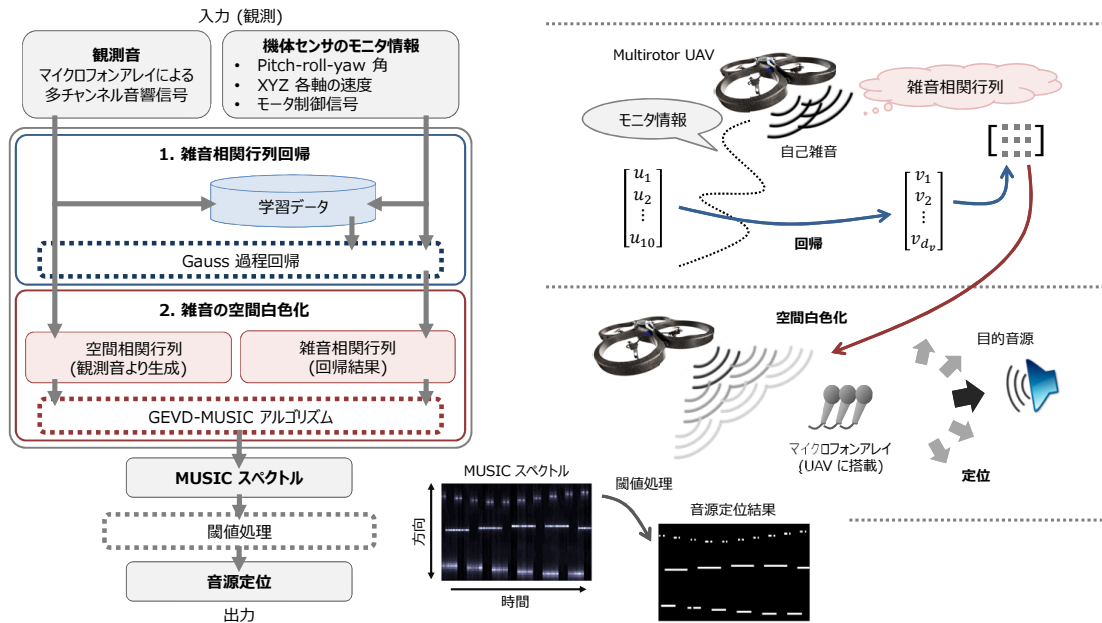 入力 (観測)
観測音
マイクロフォンアレイによる
多チャンネル音響信号
機体センサのモニタ情報
• Pitch-roll-yaw 角
• XYZ 各軸の速度
• モータ制御信号
1. 雑音相関行列回帰
学習データ
Gauss 過程回帰
2. 雑音の空間白色化
空間相関行列
(観測音より生成)
雑音相関行列
(回帰結果)
GEVD-MUSIC アルゴリズム
MUSIC スペクトル
閾値処理
音源定位
出力
Multirotor UAV
モニタ情報
自己雑音
雑音相関行列
u1
u2
⋮
u10
回帰
v1
v2
⋮
vdv
空間白色化
目的音源
マイクロフォンアレイ
(UAV に搭載)
定位
MUSIC スペクトル
方向
時間
閾値処理
音源定位結果